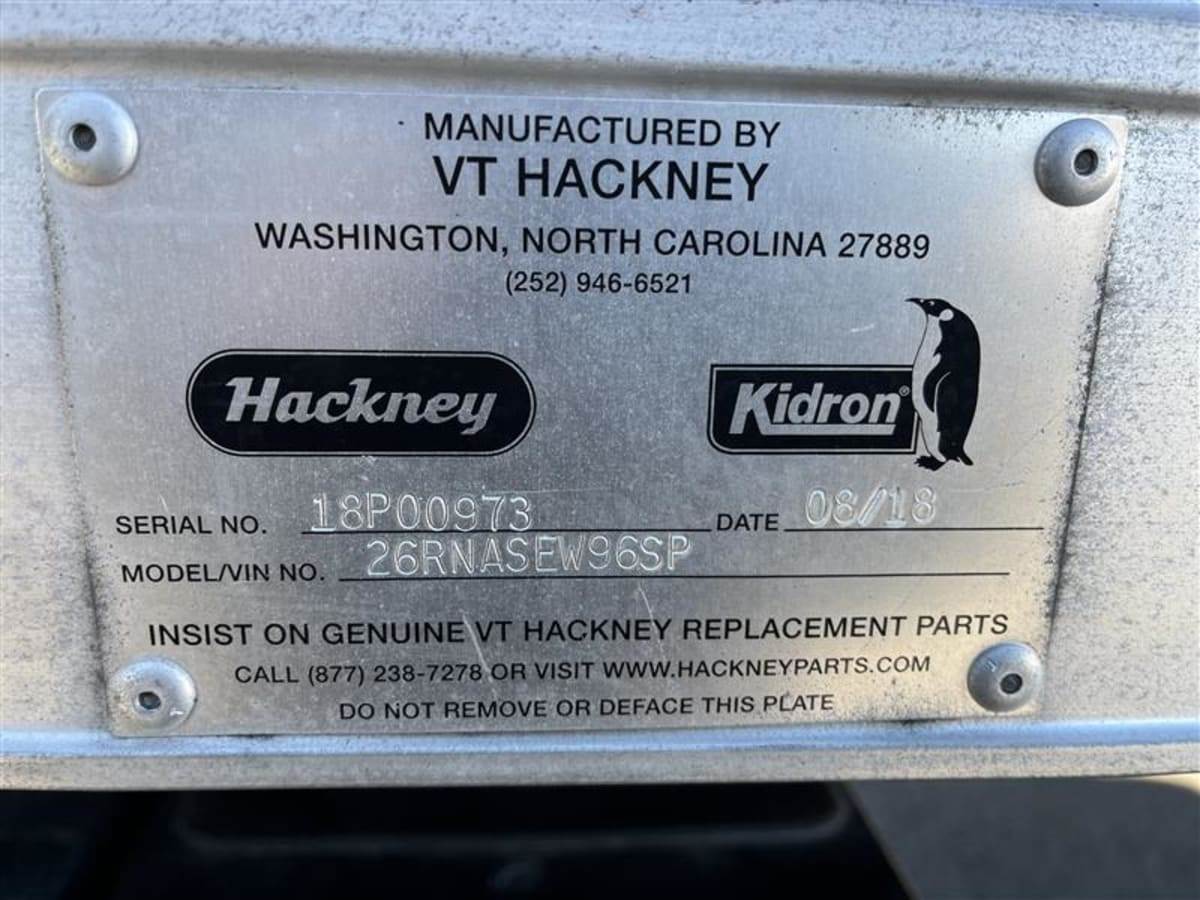 MANUFACTURED BY
VT HACKNEY
WASHINGTON, NORTH CAROLINA 27889
(252) 946-6521
Hackney
Kidron®
SERIAL NO. 18P00973 DATE 08/18
MODEL/VIN NO. 26RNASEW96SP
INSIST ON GENUINE VT HACKNEY REPLACEMENT PARTS
CALL (877) 238-7278 OR VISIT WWW.HACKNEYPARTS.COM
DO NOT REMOVE OR DEFACE THIS PLATE